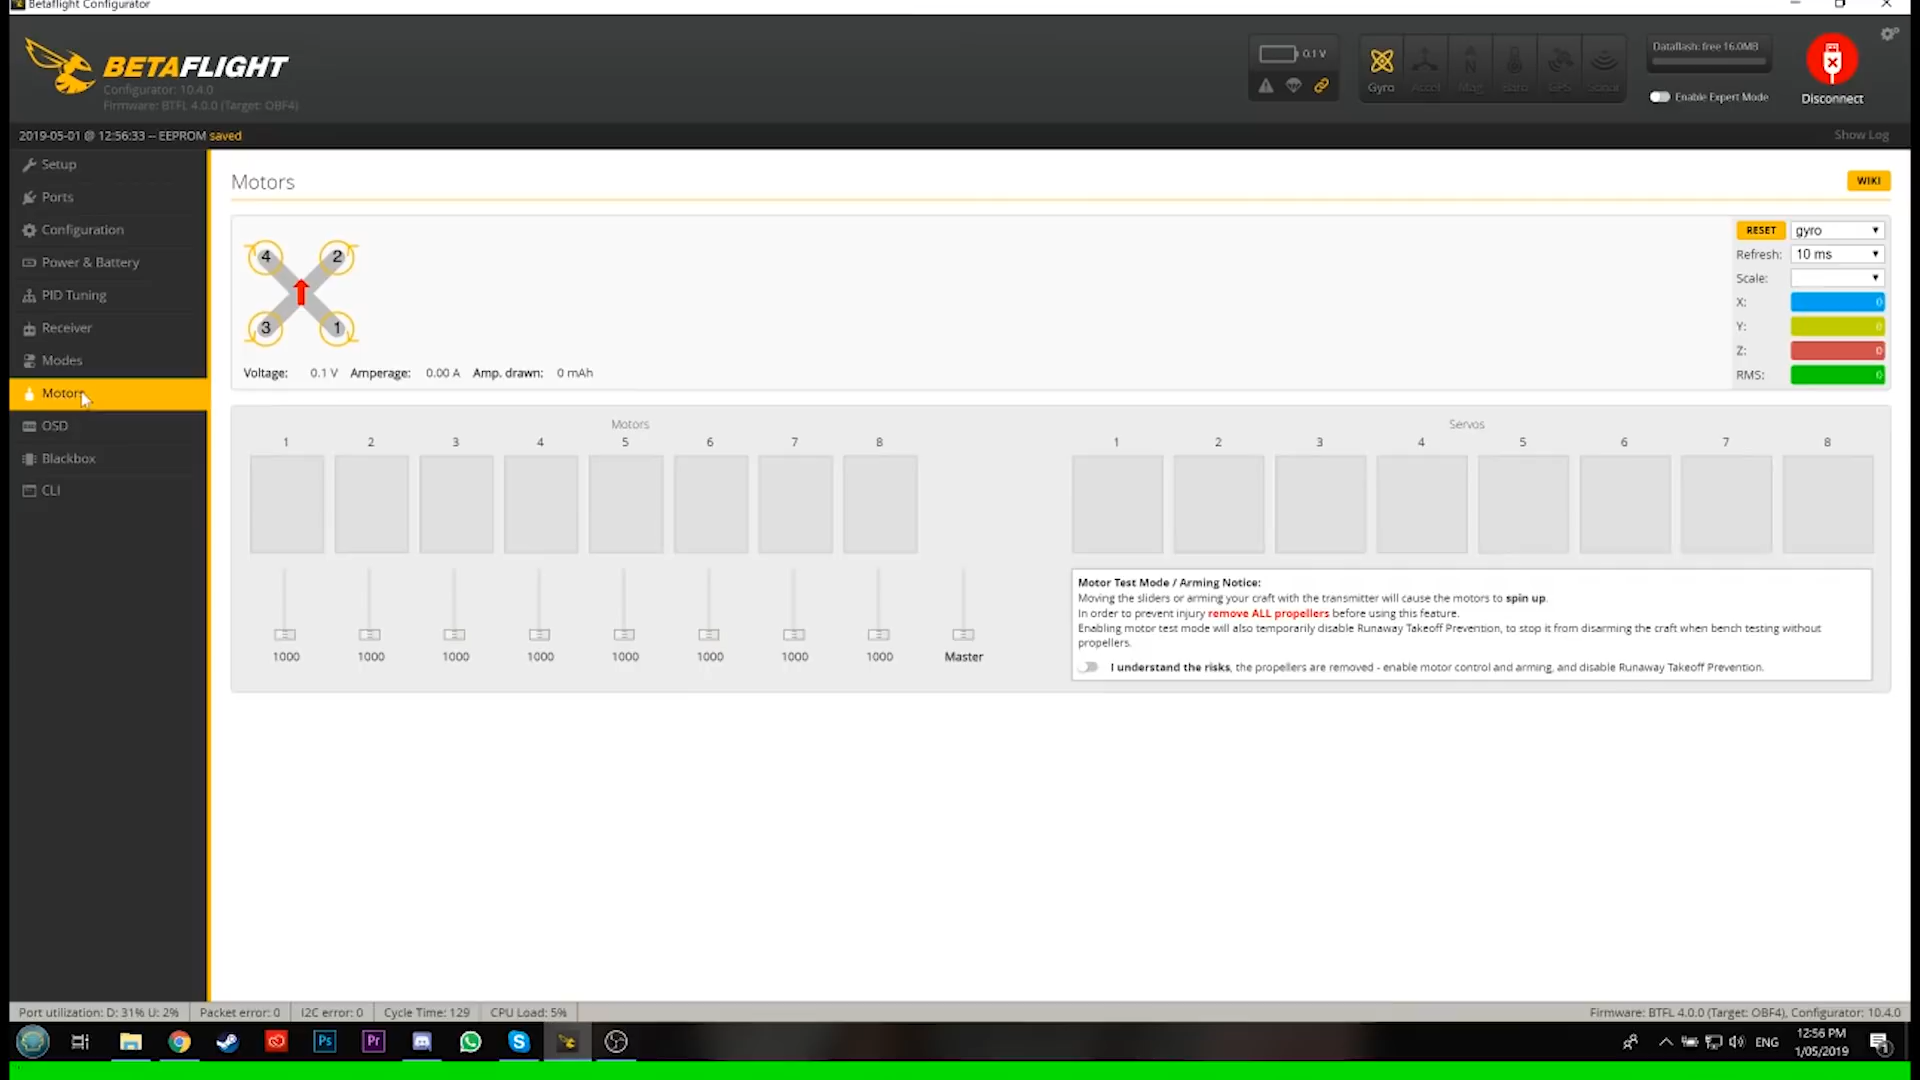 Betaflight Configurator
BETAFLIGHT
Configurator: 10.4.0
Firmware: BTFL 4.0.0 (Target: OBF4)
0.1 V
Gyro
Accel
Mag
Baro
GPS
Sonar
Dataflash: free 16.0MB
Enable Expert Mode
Disconnect
2019-05-01 @ 12:56:33 -- EEPROM saved
Show Log
Setup
Ports
Configuration
Power & Battery
PID Tuning
Receiver
Modes
Motors
OSD
Blackbox
CLI
Motors
WIKI
4 2
3 1
Voltage: 0.1 V Amperage: 0.00 A Amp. drawn: 0 mAh
RESET gyro
Refresh: 10 ms
Scale:
X: 0
Y: 0
Z: 0
RMS: 0
Motors
1 2 3 4 5 6 7 8
1000 1000 1000 1000 1000 1000 1000 1000 Master
Servos
1 2 3 4 5 6 7 8
Motor Test Mode / Arming Notice:
Moving the sliders or arming your craft with the transmitter will cause the motors to spin up.
In order to prevent injury remove ALL propellers before using this feature.
Enabling motor test mode will also temporarily disable Runaway Takeoff Prevention, to stop it from disarming the craft when bench testing without
propellers.
I understand the risks, the propellers are removed - enable motor control and arming, and disable Runaway Takeoff Prevention.
Port utilization: D: 31% U: 2% Packet error: 0 I2C error: 0 Cycle Time: 129 CPU Load: 5%
Firmware: BTFL 4.0.0 (Target: OBF4), Configurator: 10.4.0
Ps
Pr
S
ENG
12:56 PM
1/05/2019
1